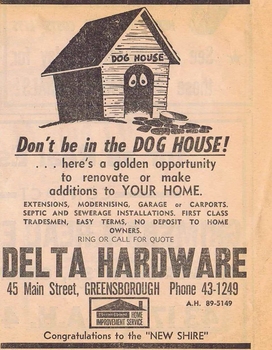 DOG HOUSE
Don't be in the DOG HOUSE!
. . . here's a golden opportunity
to renovate or make
additions to YOUR HOME.
EXTENSIONS, MODERNISING, GARAGE or CARPORTS.
SEPTIC AND SEWERAGE INSTALLATIONS. FIRST CLASS
TRADESMEN, EASY TERMS, NO DEPOSIT TO HOME
OWNERS.
RING OR CALL FOR QUOTE
DELTA HARDWARE
45 Main Street, GREENSBOROUGH Phone 43-1249
A.H. 89-5149
HOME
IMPROVEMENT SERVICE
Congratulations to the "NEW SHIRE"